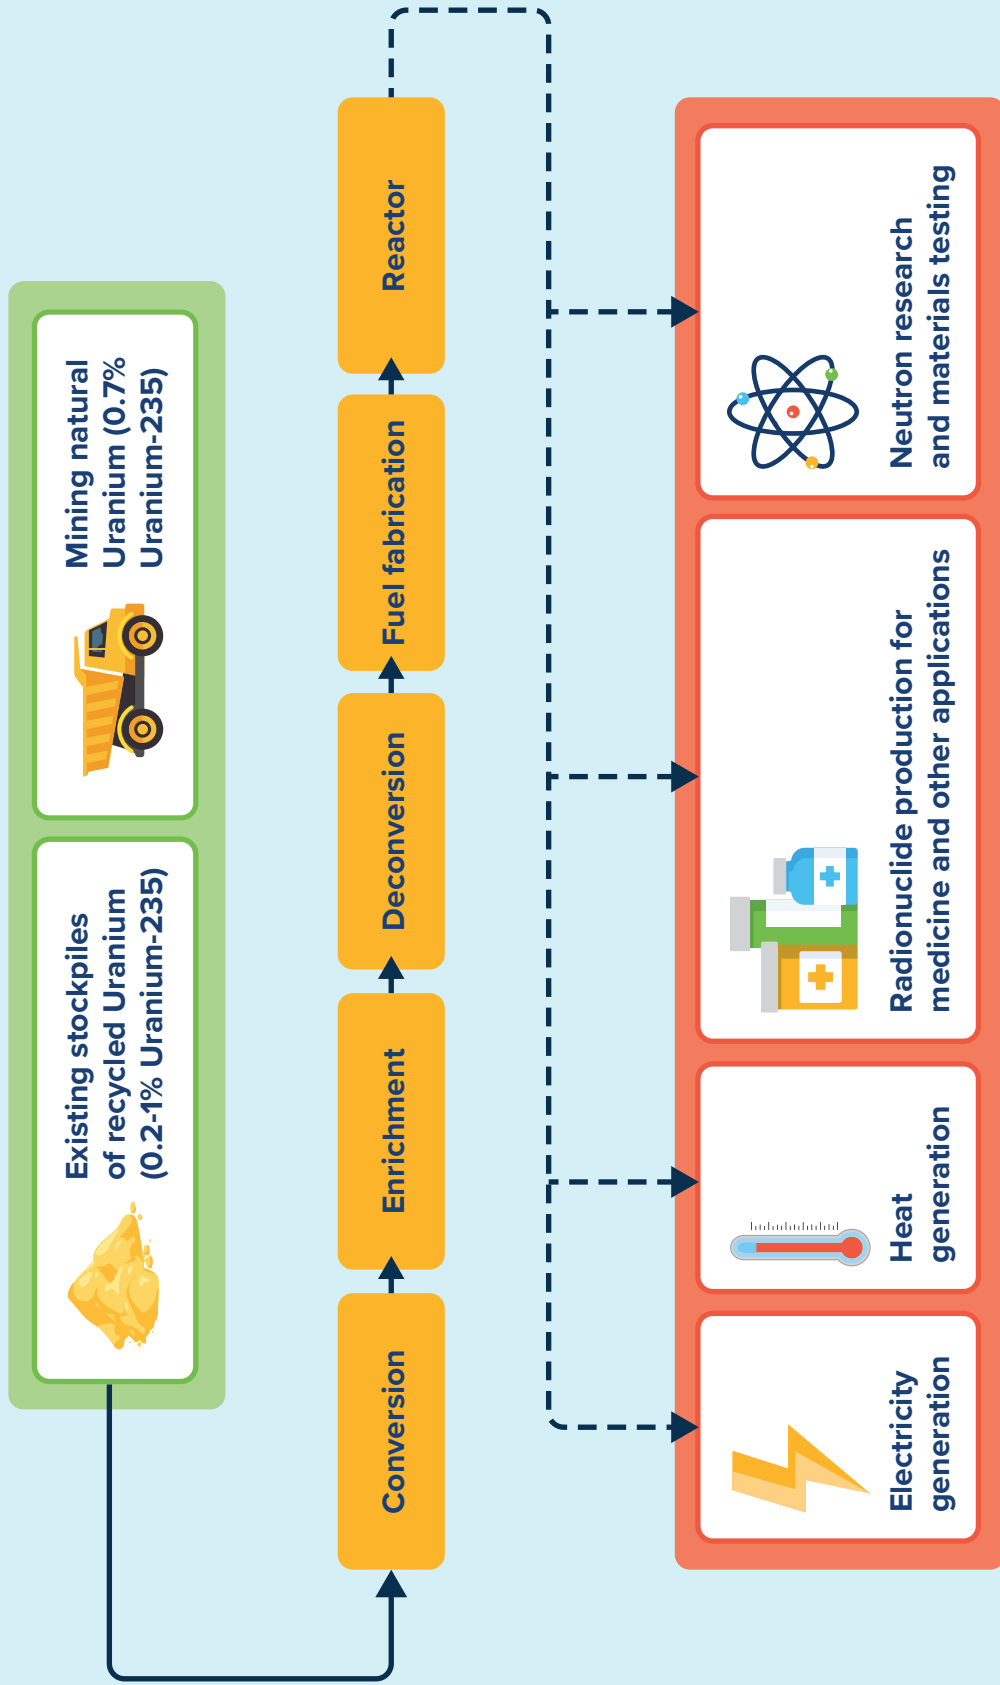 Existing stockpiles
of recycled Uranium
(0.2-1% Uranium-235)
Mining natural
Uranium (0.7%
Uranium-235)
Conversion
Enrichment
Deconversion
Fuel fabrication
Reactor
Electricity
generation
Heat
generation
Radionuclide production for
medicine and other applications
Neutron research
and materials testing